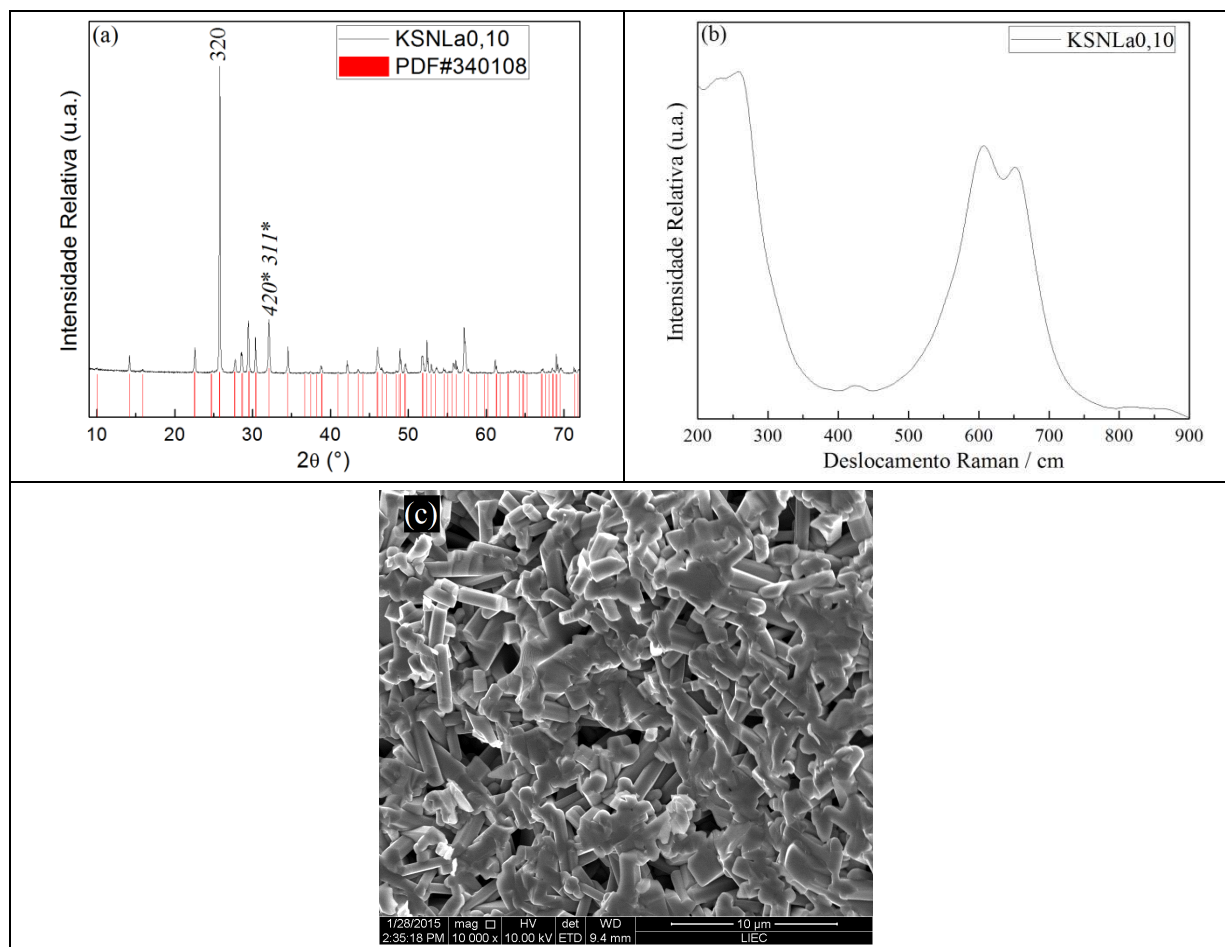 (a)
KSNLa0,10
PDF#340108
320
420* 311*
Intensidade Relativa (u.a.)
10 20 30 40 50 60 70
2θ (°)
(b)
KSNLa0,10
Intensidade Relativa (u.a.)
200 300 400 500 600 700 800 900
Deslocamento Raman / cm
(c)
1/28/2015 mag □ HV det WD 10 µm
2:35:18 PM 10 000 x 10.00 kV ETD 9.4 mm LIEC